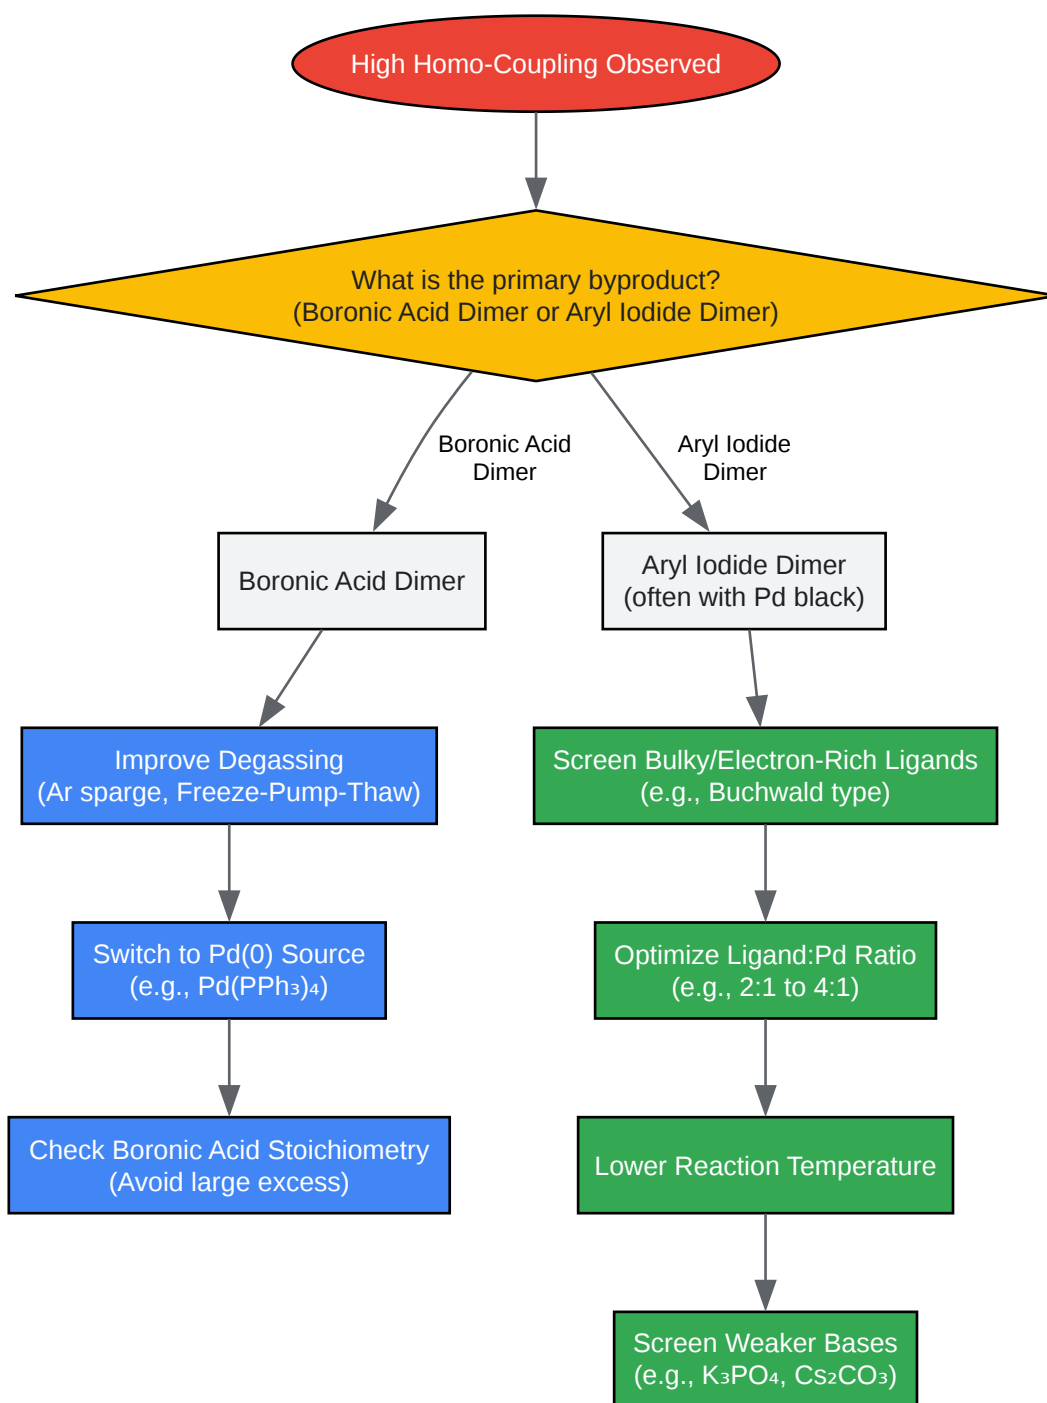 High Homo-Coupling Observed
What is the primary byproduct?
(Boronic Acid Dimer or Aryl Iodide Dimer)
Boronic Acid
Dimer
Aryl Iodide
Dimer
Boronic Acid Dimer
Aryl Iodide Dimer
(often with Pd black)
Improve Degassing
(Ar sparge, Freeze-Pump-Thaw)
Screen Bulky/Electron-Rich Ligands
(e.g., Buchwald type)
Switch to Pd(0) Source
(e.g., Pd(PPh₃)₄)
Optimize Ligand:Pd Ratio
(e.g., 2:1 to 4:1)
Check Boronic Acid Stoichiometry
(Avoid large excess)
Lower Reaction Temperature
Screen Weaker Bases
(e.g., K₃PO₄, Cs₂CO₃)